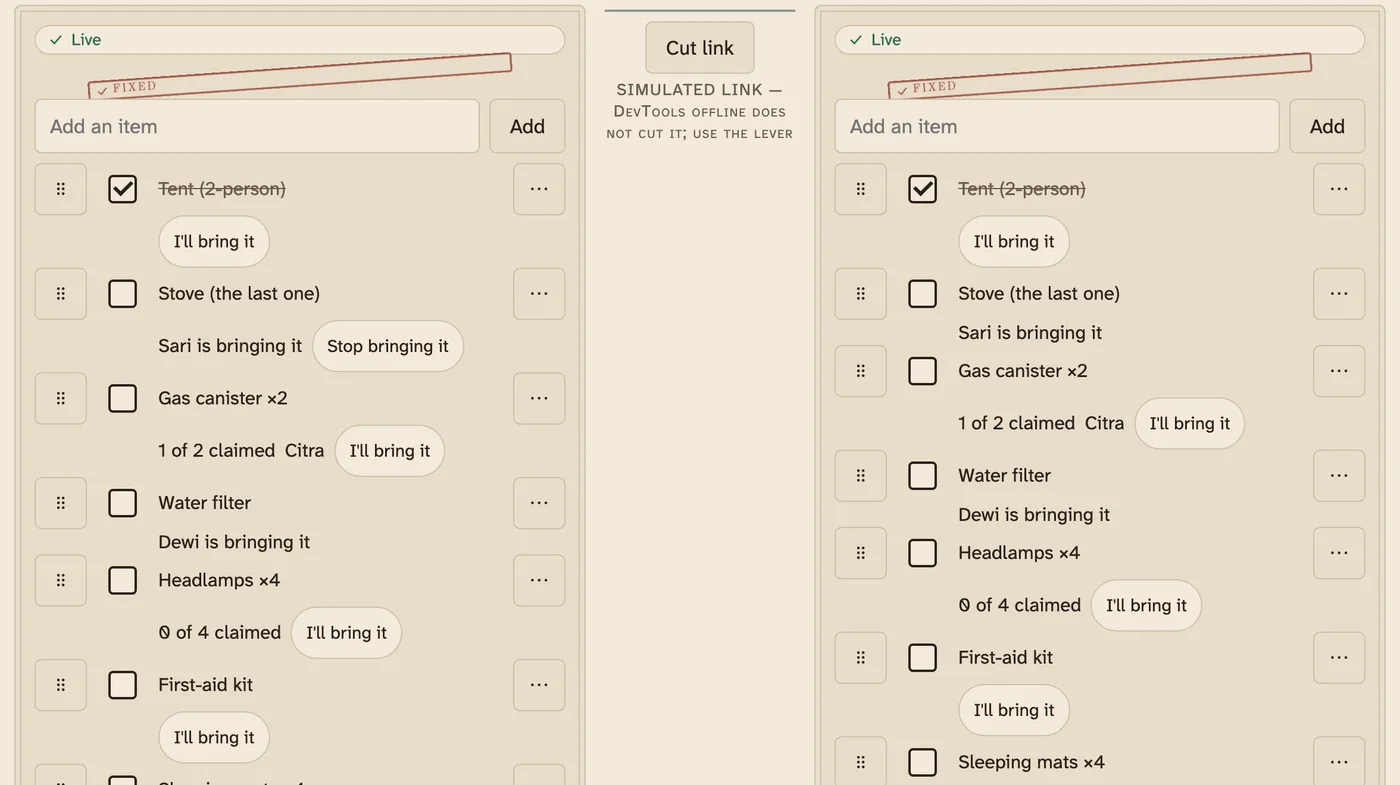 Live
FIXED
Add an item
Add
Tent (2-person)
I'll bring it
Stove (the last one)
Sari is bringing it Stop bringing it
Gas canister ×2
1 of 2 claimed Citra I'll bring it
Water filter
Dewi is bringing it
Headlamps ×4
0 of 4 claimed I'll bring it
First-aid kit
I'll bring it
Cut link
SIMULATED LINK —
DEVTOOLS OFFLINE DOES
NOT CUT IT; USE THE LEVER
Live
FIXED
Add an item
Add
Tent (2-person)
I'll bring it
Stove (the last one)
Sari is bringing it
Gas canister ×2
1 of 2 claimed Citra I'll bring it
Water filter
Dewi is bringing it
Headlamps ×4
0 of 4 claimed I'll bring it
First-aid kit
I'll bring it
Sleeping mats ×4